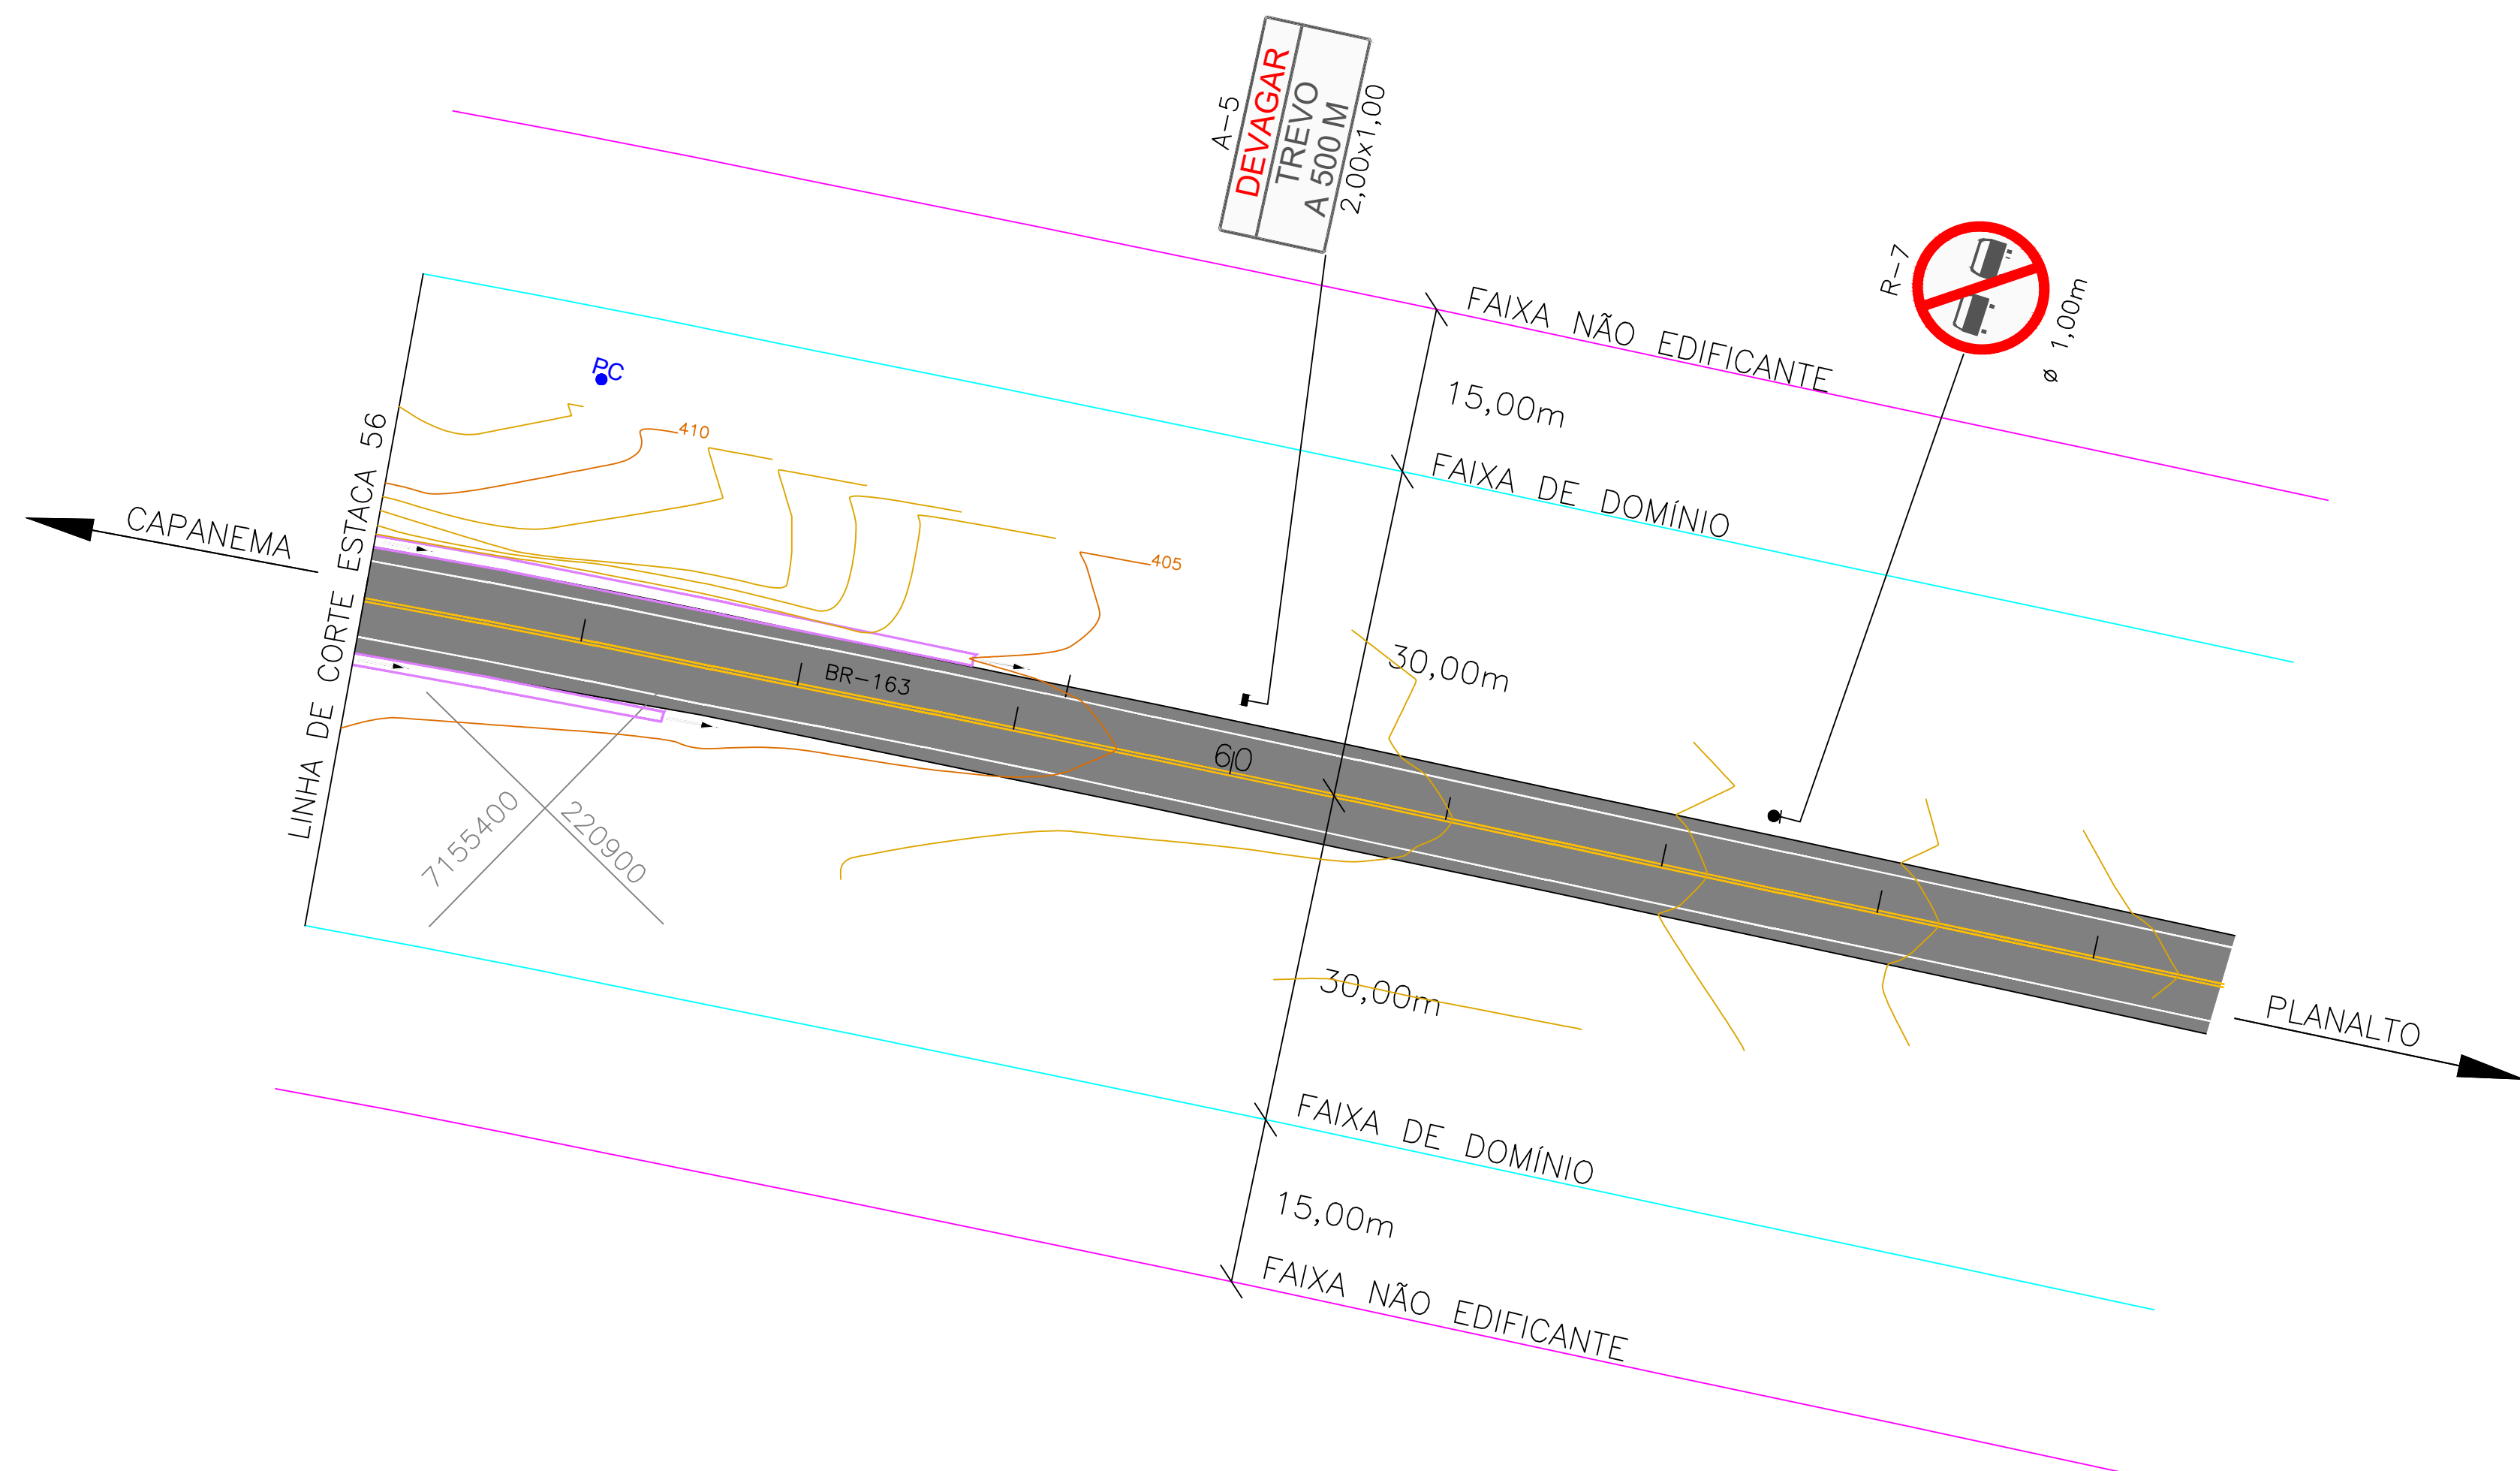 A-5
DEVAGAR
TREVO
A 500 M
2,00x1,00
R-7
ø 1,00m
FAIXA NÃO EDIFICANTE
15,00m
FAIXA DE DOMÍNIO
PC
410
405
CAPANEMA
LINHA DE CORTE ESTACA 56
30,00m
BR-163
60
7155400
220900
30,00m
PLANALTO
FAIXA DE DOMÍNIO
15,00m
FAIXA NÃO EDIFICANTE